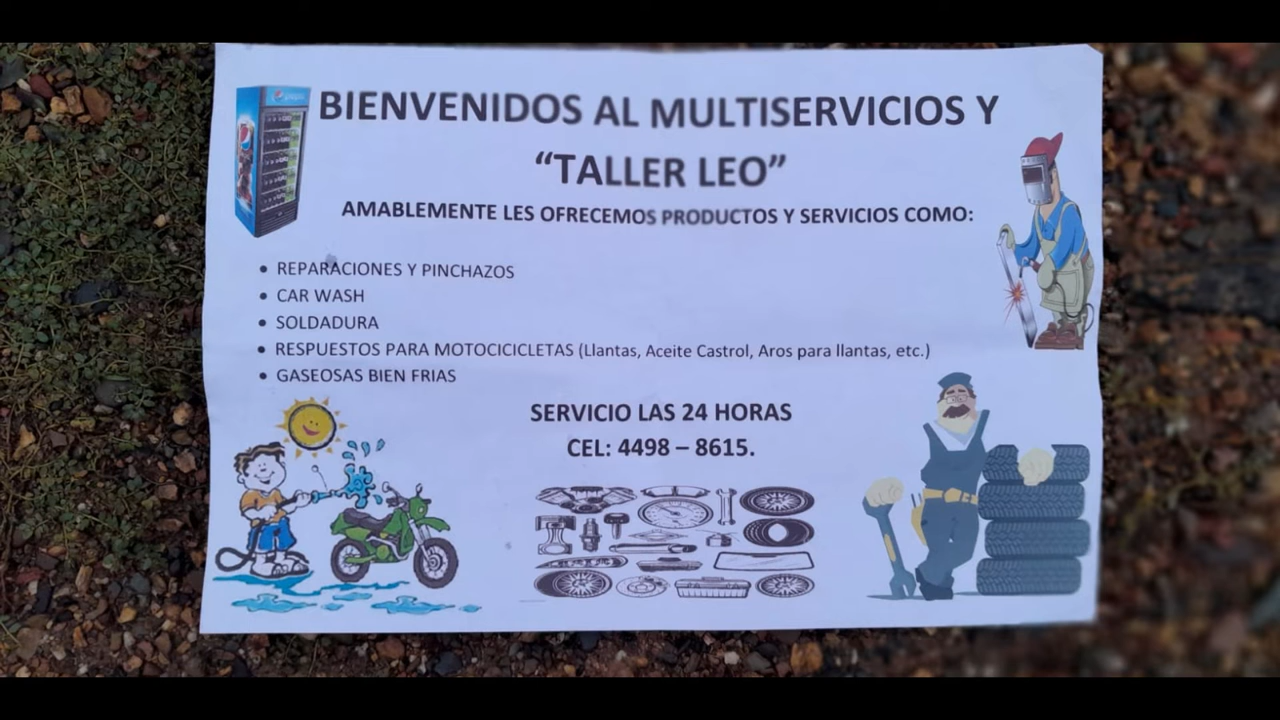 BIENVENIDOS AL MULTISERVICIOS Y
“TALLER LEO”
AMABLEMENTE LES OFRECEMOS PRODUCTOS Y SERVICIOS COMO:
• REPARACIONES Y PINCHAZOS
• CAR WASH
• SOLDADURA
• RESPUESTOS PARA MOTOCICICLETAS (Llantas, Aceite Castrol, Aros para llantas, etc.)
• GASEOSAS BIEN FRIAS
SERVICIO LAS 24 HORAS
CEL: 4498 – 8615.